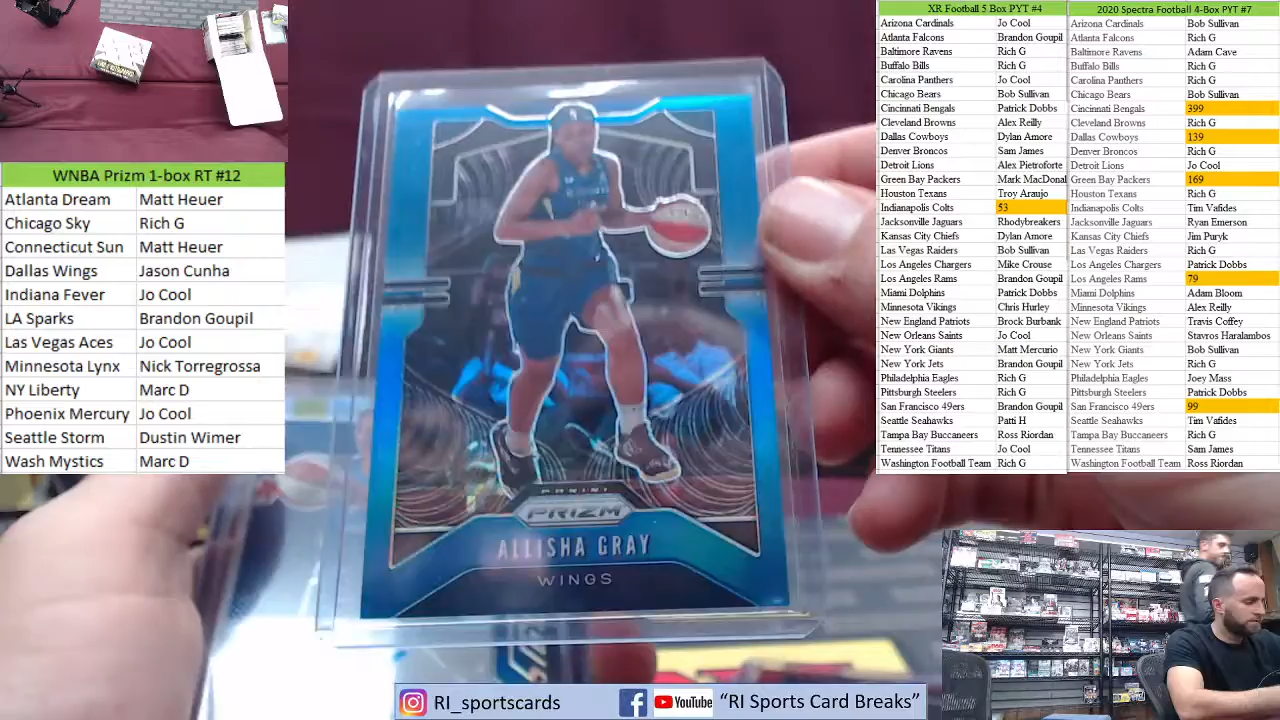 WNBA Prizm 1-box RT #12
Atlanta Dream Matt Heuer
Chicago Sky Rich G
Connecticut Sun Matt Heuer
Dallas Wings Jason Cunha
Indiana Fever Jo Cool
LA Sparks Brandon Goupil
Las Vegas Aces Jo Cool
Minnesota Lynx Nick Torregrossa
NY Liberty Marc D
Phoenix Mercury Jo Cool
Seattle Storm Dustin Wimer
Wash Mystics Marc D
PANINI
PRIZM
ALLISHA GRAY
WINGS
XR Football 5 Box PYT #4
Arizona Cardinals Jo Cool
Atlanta Falcons Brandon Goupil
Baltimore Ravens Rich G
Buffalo Bills Rich G
Carolina Panthers Jo Cool
Chicago Bears Bob Sullivan
Cincinnati Bengals Patrick Dobbs
Cleveland Browns Alex Reilly
Dallas Cowboys Dylan Amore
Denver Broncos Sam James
Detroit Lions Alex Pietroforte
Green Bay Packers Mark MacDonal
Houston Texans Troy Araujo
Indianapolis Colts 53
Jacksonville Jaguars Rhodybreakers
Kansas City Chiefs Dylan Amore
Las Vegas Raiders Bob Sullivan
Los Angeles Chargers Mike Crouse
Los Angeles Rams Brandon Goupil
Miami Dolphins Patrick Dobbs
Minnesota Vikings Chris Hurley
New England Patriots Brock Burbank
New Orleans Saints Jo Cool
New York Giants Matt Mercurio
New York Jets Brandon Goupil
Philadelphia Eagles Rich G
Pittsburgh Steelers Rich G
San Francisco 49ers Brandon Goupil
Seattle Seahawks Patti H
Tampa Bay Buccaneers Ross Riordan
Tennessee Titans Jo Cool
Washington Football Team Rich G
2020 Spectra Football 4-Box PYT #7
Arizona Cardinals Bob Sullivan
Atlanta Falcons Rich G
Baltimore Ravens Adam Cave
Buffalo Bills Rich G
Carolina Panthers Rich G
Chicago Bears Bob Sullivan
Cincinnati Bengals 399
Cleveland Browns Rich G
Dallas Cowboys 139
Denver Broncos Rich G
Detroit Lions Jo Cool
Green Bay Packers 169
Houston Texans Rich G
Indianapolis Colts Tim Vafides
Jacksonville Jaguars Ryan Emerson
Kansas City Chiefs Jim Puryk
Las Vegas Raiders Rich G
Los Angeles Chargers Patrick Dobbs
Los Angeles Rams 79
Miami Dolphins Adam Bloom
Minnesota Vikings Alex Reilly
New England Patriots Travis Coffey
New Orleans Saints Stavros Haralambos
New York Giants Bob Sullivan
New York Jets Rich G
Philadelphia Eagles Joey Mass
Pittsburgh Steelers Patrick Dobbs
San Francisco 49ers 99
Seattle Seahawks Tim Vafides
Tampa Bay Buccaneers Rich G
Tennessee Titans Sam James
Washington Football Team Ross Riordan
RI_sportscards YouTube "RI Sports Card Breaks"